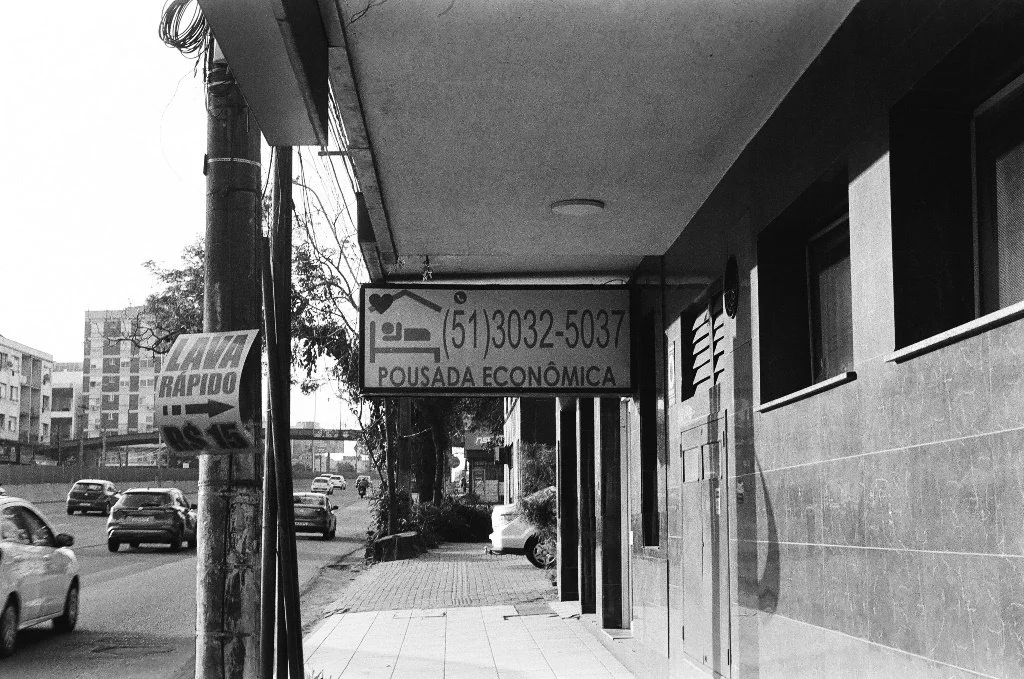 LAVA
RÁPIDO
R$ 15
(51)3032-5037
POUSADA ECONÔMICA